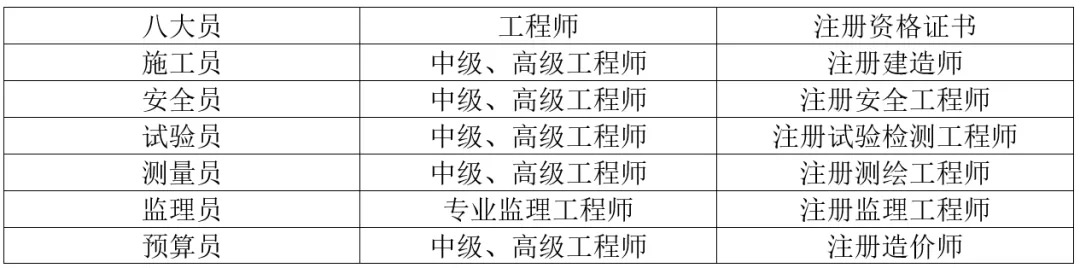 八大员 工程师 注册资格证书
施工员 中级、高级工程师 注册建造师
安全员 中级、高级工程师 注册安全工程师
试验员 中级、高级工程师 注册试验检测工程师
测量员 中级、高级工程师 注册测绘工程师
监理员 专业监理工程师 注册监理工程师
预算员 中级、高级工程师 注册造价师